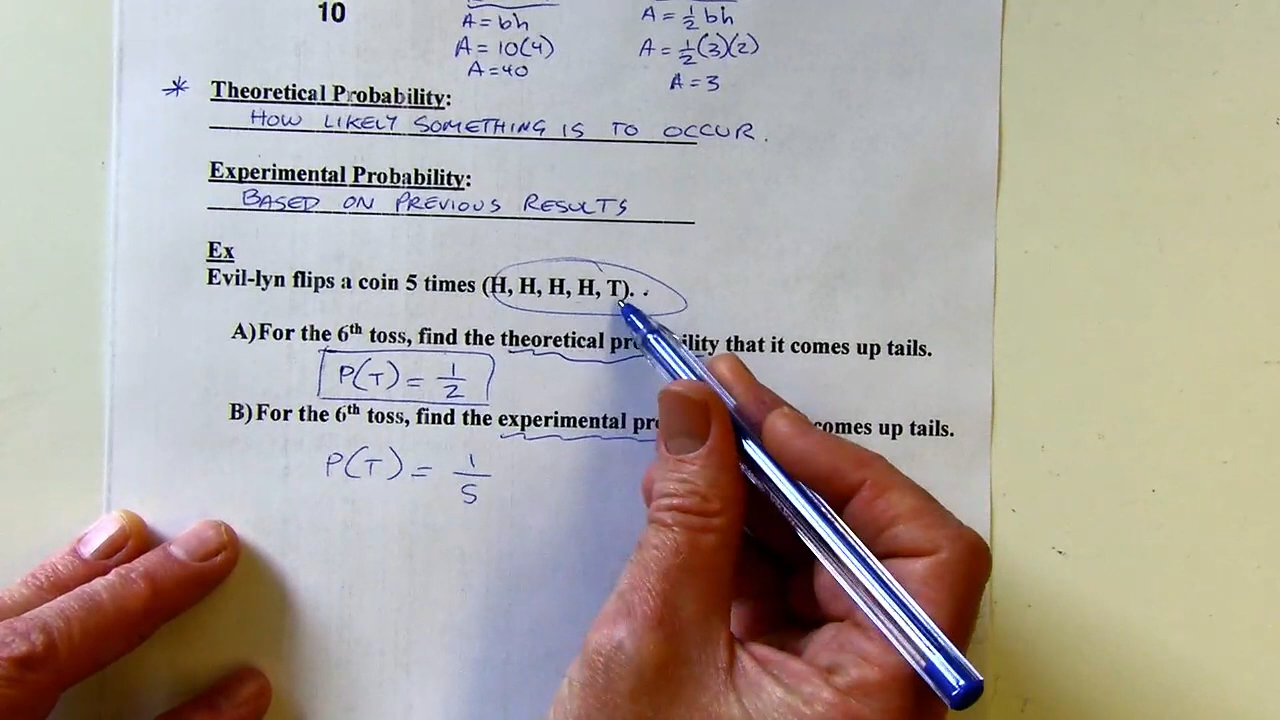 10
A = bh
A = 10(4)
A = 40
A = 1/2 bh
A = 1/2(3)(2)
A = 3
* Theoretical Probability:
HOW LIKELY SOMETHING IS TO OCCUR.
Experimental Probability:
BASED ON PREVIOUS RESULTS
Ex
Evil-lyn flips a coin 5 times (H, H, H, H, T).
A) For the 6th toss, find the theoretical probability that it comes up tails.
P(T) = 1/2
B) For the 6th toss, find the experimental comes up tails.
P(T) = 1/5